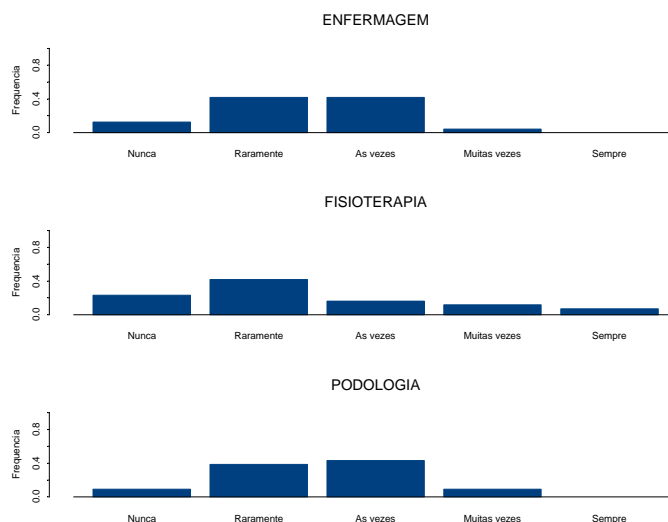 ENFERMAGEM
Frequencia
0.0 0.4 0.8
Nunca Raramente As vezes Muitas vezes Sempre
FISIOTERAPIA
Frequencia
0.0 0.4 0.8
Nunca Raramente As vezes Muitas vezes Sempre
PODOLOGIA
Frequencia
0.0 0.4 0.8
Nunca Raramente As vezes Muitas vezes Sempre